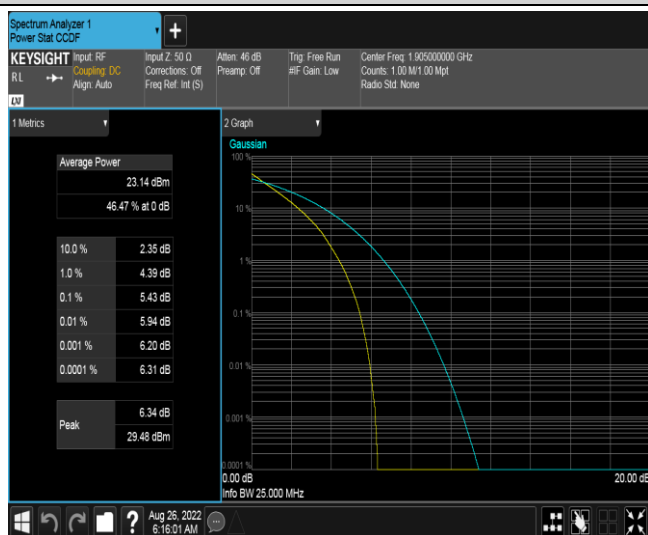 Spectrum Analyzer 1
Power Stat CCDF
+
KEYSIGHT
RL
LXI
Input: RF
Coupling: DC
Align: Auto
Input Z: 50 Ω
Corrections: Off
Freq Ref: Int (S)
Atten: 46 dB
Preamp: Off
Trig: Free Run
#IF Gain: Low
Center Freq: 1.905000000 GHz
Counts: 1.00 M/1.00 Mpt
Radio Std: None
1 Metrics
Average Power
23.14 dBm
46.47 % at 0 dB
10.0 % 2.35 dB
1.0 % 4.39 dB
0.1 % 5.43 dB
0.01 % 5.94 dB
0.001 % 6.20 dB
0.0001 % 6.31 dB
Peak
6.34 dB
29.48 dBm
2 Graph
Gaussian
100 %
10 %
1 %
0.1 %
0.01 %
0.001 %
0.0001 %
0.00 dB
20.00 dB
Info BW 25.000 MHz
?
Aug 26, 2022
6:16:01 AM